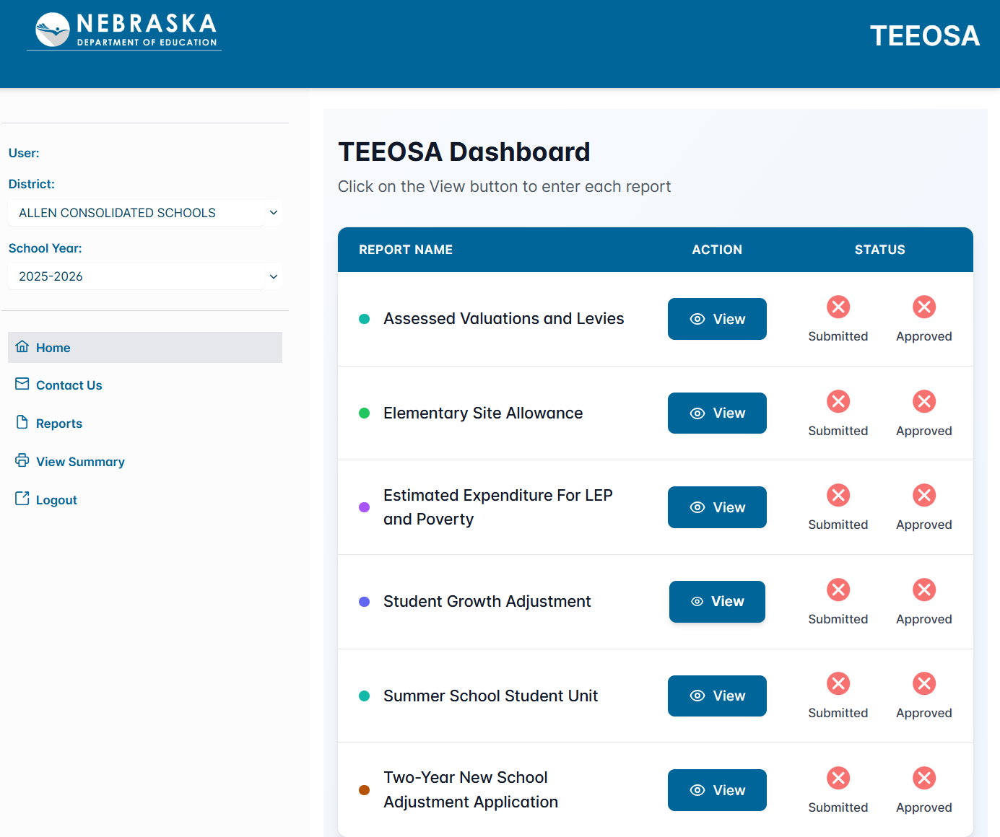 NEBRASKA
DEPARTMENT OF EDUCATION
TEEOSA
User:
District:
ALLEN CONSOLIDATED SCHOOLS
School Year:
2025-2026
Home
Contact Us
Reports
View Summary
Logout
TEEOSA Dashboard
Click on the View button to enter each report
REPORT NAME ACTION STATUS
Assessed Valuations and Levies View Submitted Approved
Elementary Site Allowance View Submitted Approved
Estimated Expenditure For LEP
and Poverty View Submitted Approved
Student Growth Adjustment View Submitted Approved
Summer School Student Unit View Submitted Approved
Two-Year New School
Adjustment Application View Submitted Approved